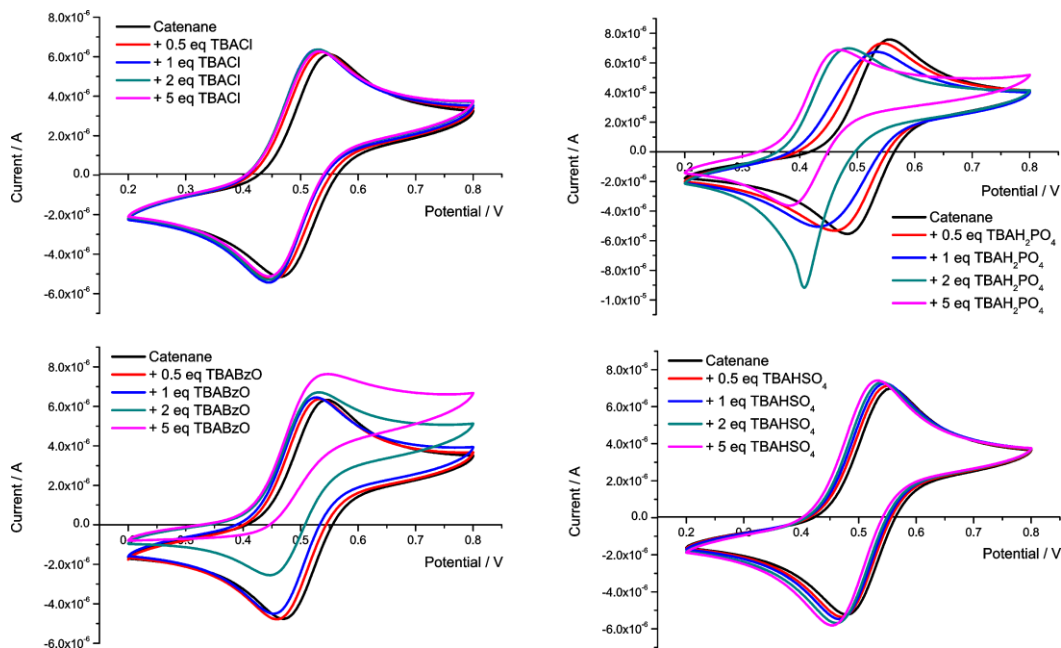 8.0x10⁻⁶
6.0x10⁻⁶
4.0x10⁻⁶
2.0x10⁻⁶
0.0
-2.0x10⁻⁶
-4.0x10⁻⁶
-6.0x10⁻⁶
Current / A
Catenane
+ 0.5 eq TBACl
+ 1 eq TBACl
+ 2 eq TBACl
+ 5 eq TBACl
0.2 0.3 0.4 0.5 0.6 0.7 0.8
Potential / V
8.0x10⁻⁶
6.0x10⁻⁶
4.0x10⁻⁶
2.0x10⁻⁶
0.0
-2.0x10⁻⁶
-4.0x10⁻⁶
-6.0x10⁻⁶
-8.0x10⁻⁶
-1.0x10⁻⁵
Current / A
0.2 0.3 0.4 0.5 0.6 0.7 0.8
Potential / V
Catenane
+ 0.5 eq TBAH₂PO₄
+ 1 eq TBAH₂PO₄
+ 2 eq TBAH₂PO₄
+ 5 eq TBAH₂PO₄
8.0x10⁻⁶
6.0x10⁻⁶
4.0x10⁻⁶
2.0x10⁻⁶
0.0
-2.0x10⁻⁶
-4.0x10⁻⁶
-6.0x10⁻⁶
Current / A
Catenane
+ 0.5 eq TBABzO
+ 1 eq TBABzO
+ 2 eq TBABzO
+ 5 eq TBABzO
0.2 0.3 0.4 0.5 0.6 0.7 0.8
Potential / V
8.0x10⁻⁶
6.0x10⁻⁶
4.0x10⁻⁶
2.0x10⁻⁶
0.0
-2.0x10⁻⁶
-4.0x10⁻⁶
-6.0x10⁻⁶
Current / A
Catenane
+ 0.5 eq TBAHSO₄
+ 1 eq TBAHSO₄
+ 2 eq TBAHSO₄
+ 5 eq TBAHSO₄
0.2 0.3 0.4 0.5 0.6 0.7 0.8
Potential / V